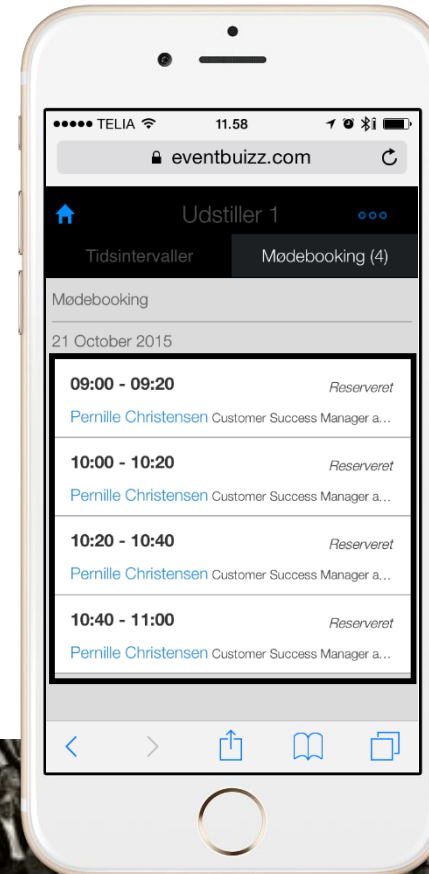 TELIA 11.58
eventbuizz.com
Udstiller 1
Tidsintervaller Mødebooking (4)
Mødebooking
21 October 2015
09:00 - 09:20 Reserveret
Pernille Christensen Customer Success Manager a...
10:00 - 10:20 Reserveret
Pernille Christensen Customer Success Manager a...
10:20 - 10:40 Reserveret
Pernille Christensen Customer Success Manager a...
10:40 - 11:00 Reserveret
Pernille Christensen Customer Success Manager a...